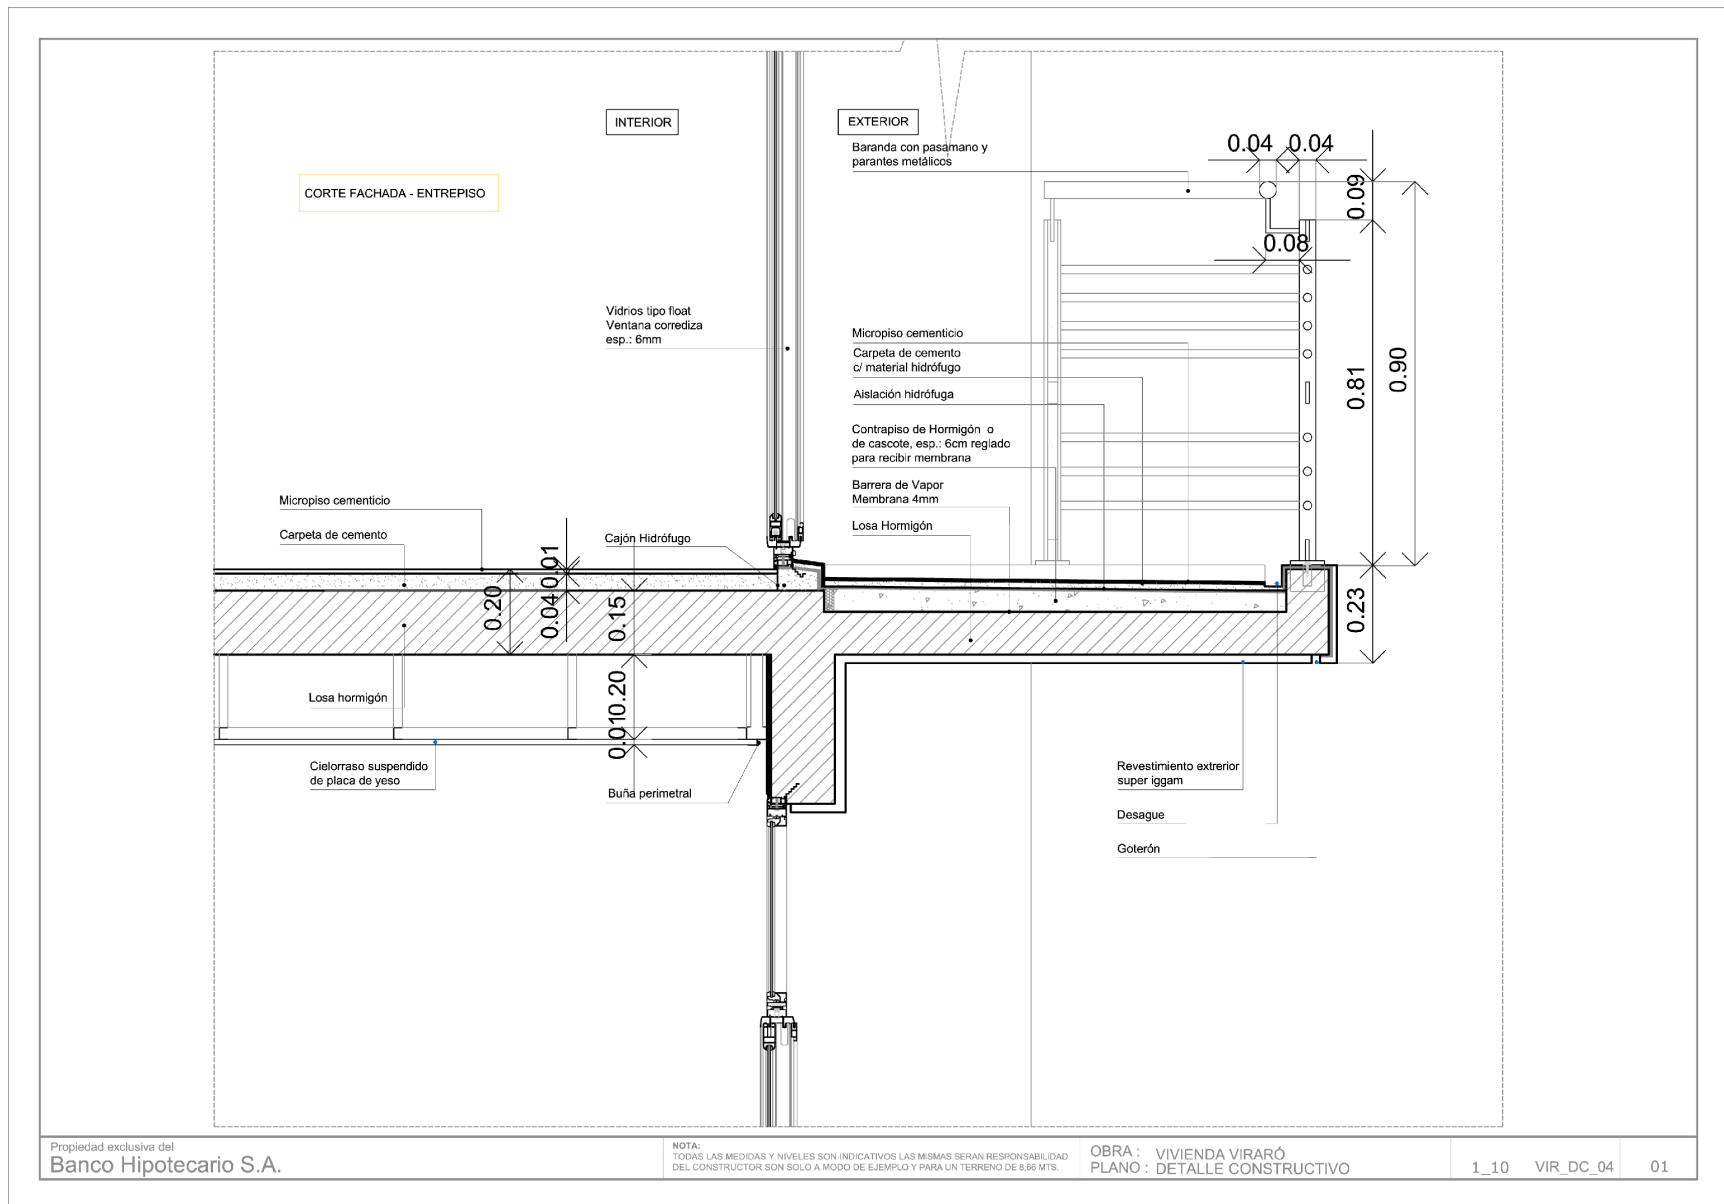 INTERIOR
EXTERIOR
Baranda con pasamano y
parantes metálicos
0.04
0.04
0.09
CORTE FACHADA - ENTREPISO
0.08
Vidrios tipo float
Ventana corrediza
esp.: 6mm
Micropiso cementicio
Carpeta de cemento
c/ material hidrófugo
Aislación hidrófuga
Contrapiso de Hormigón o
de cascote, esp.: 6cm reglado
para recibir membrana
Barrera de Vapor
Membrana 4mm
Losa Hormigón
0.81
0.90
Micropiso cementicio
Carpeta de cemento
Cajón Hidrófugo
0.01
0.20
0.04
0.15
0.23
Losa hormigón
0.20
0.01
Cielorraso suspendido
de placa de yeso
Buña perimetral
Revestimiento extrerior
super iggam
Desague
Goterón
Propiedad exclusiva del
Banco Hipotecario S.A.
NOTA:
TODAS LAS MEDIDAS Y NIVELES SON INDICATIVOS LAS MISMAS SERAN RESPONSABILIDAD
DEL CONSTRUCTOR SON SOLO A MODO DE EJEMPLO Y PARA UN TERRENO DE 8,66 MTS.
OBRA : VIVIENDA VIRARÓ
PLANO : DETALLE CONSTRUCTIVO
1_10 VIR_DC_04 01